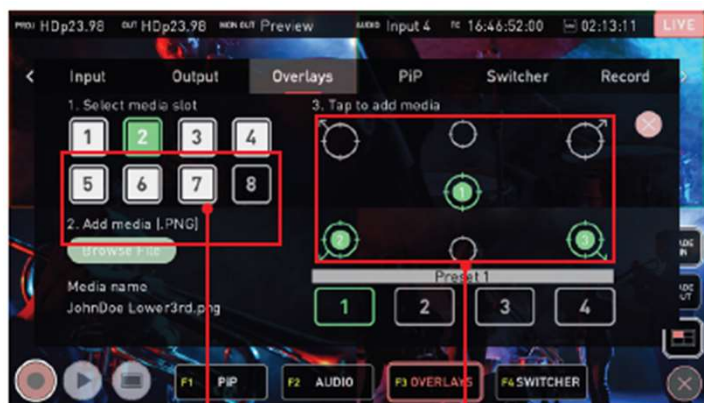 PROJ HDp23.98 OUT HDp23.98 MON OUT Preview AUDIO Input 4 TC 16:46:52:00 02:13:11 LIVE
< Input Output Overlays PiP Switcher Record >
1. Select media slot
3. Tap to add media
1 2 3 4
5 6 7 8
1
2. Add media [.PNG]
2 3
Browse File
Preset 1
Media name
JohnDoe Lower3rd.png
1 2 3 4
F1 PiP F2 AUDIO F3 OVERLAYS F4 SWITCHER